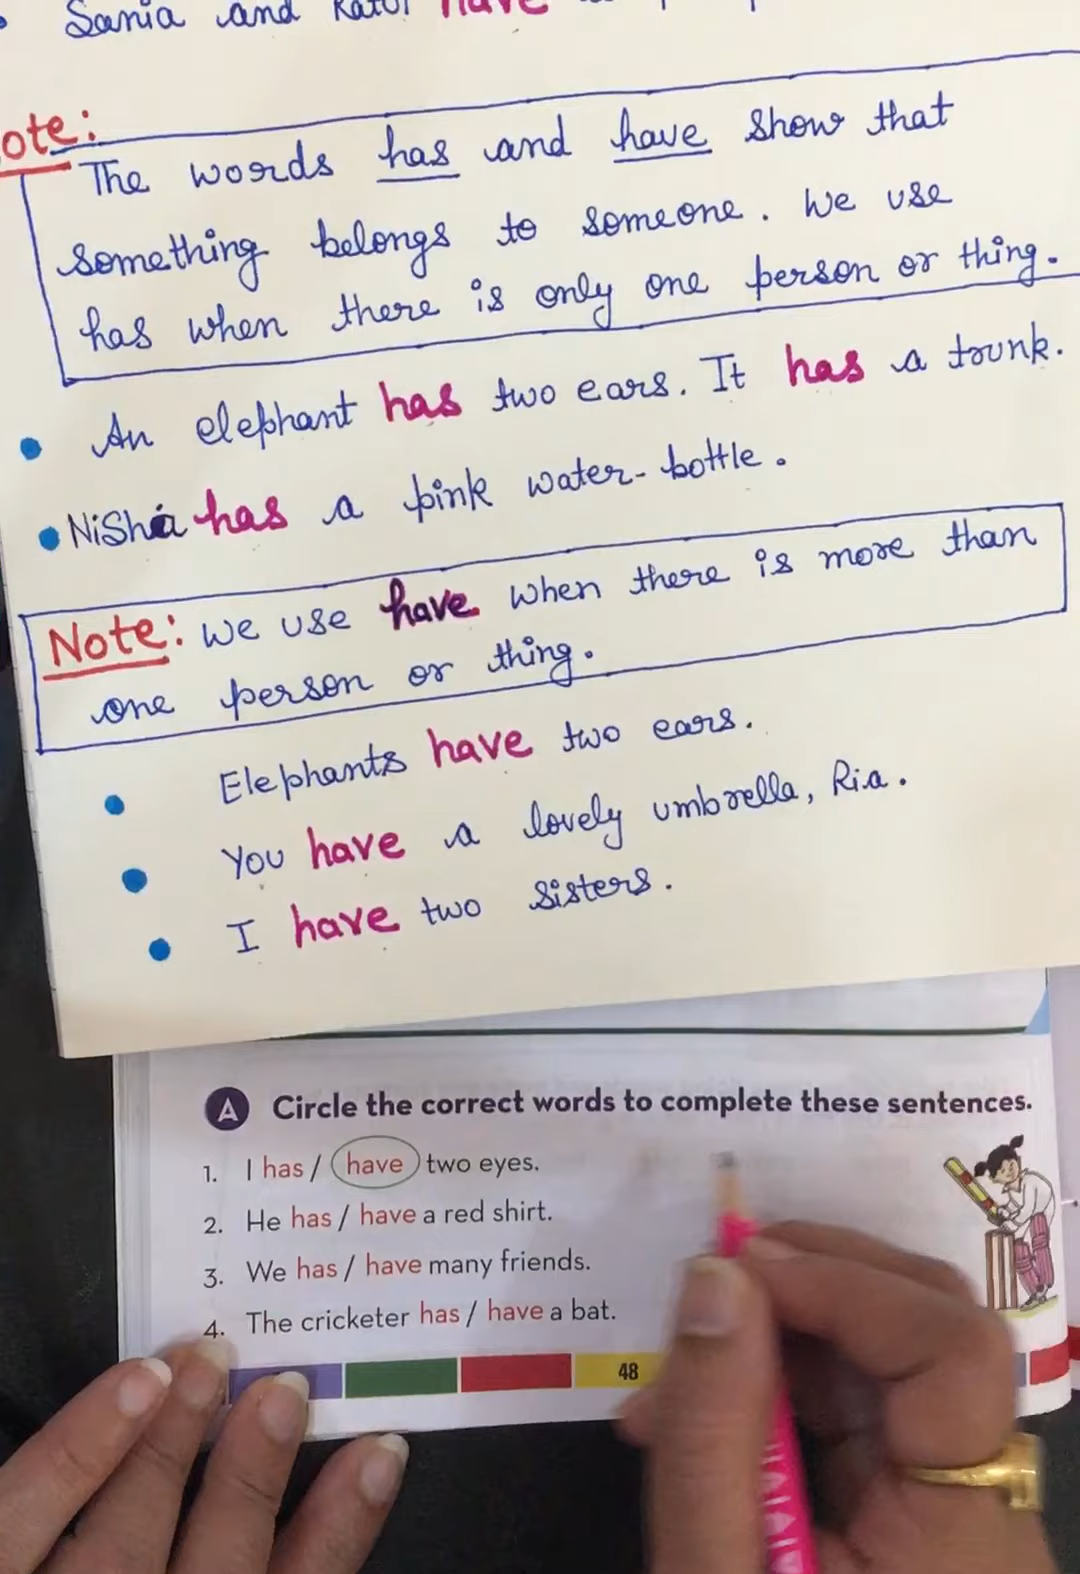 Sania and Ratul have
ote:
The words has and have show that
something belongs to someone. We use
has when there is only one person or thing.
An elephant has two ears. It has a trunk.
Nisha has a pink water-bottle.
Note: We use have when there is more than
one person or thing.
Elephants have two ears.
You have a lovely umbrella, Ria.
I have two sisters.
A Circle the correct words to complete these sentences.
1. I has / have two eyes.
2. He has / have a red shirt.
3. We has / have many friends.
4. The cricketer has / have a bat.
48